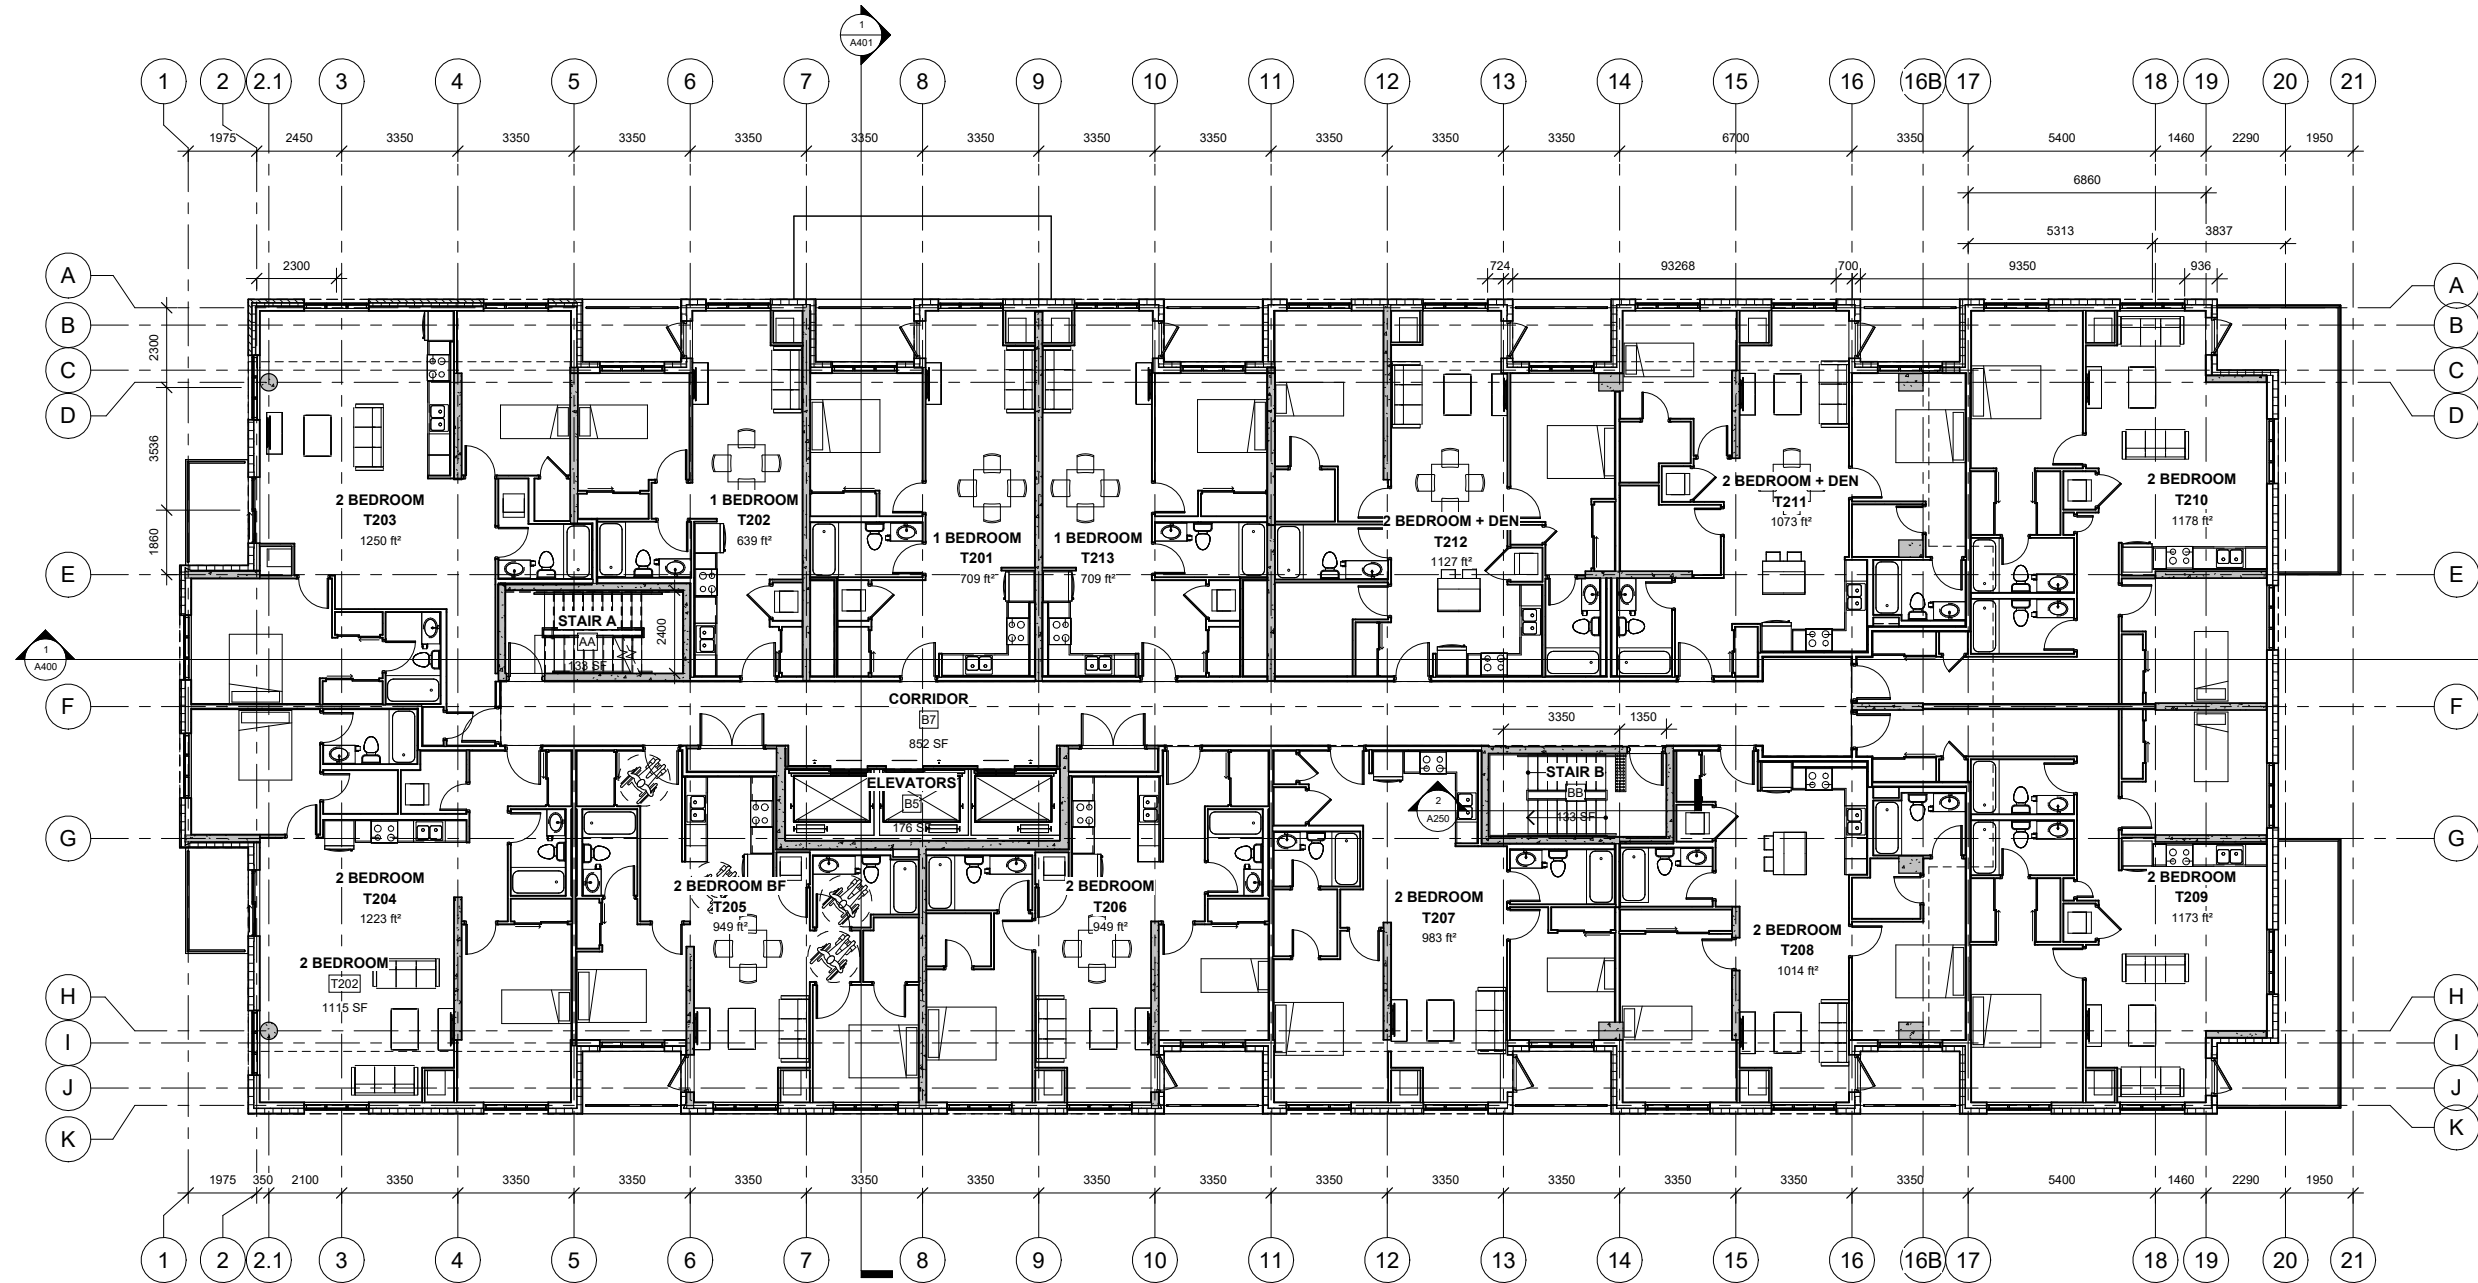 1
A401
1 2 2.1 3 4 5 6 7 8 9 10 11 12 13 14 15 16 16B 17 18 19 20 21
1975 2450 3350 3350 3350 3350 3350 3350 3350 3350 3350 3350 3350 6700 3350 5400 1460 2290 1950
6860
5313 3837
2300 724 93268 700 9350 936
A A
B B
C C
D D
E E
F F
G G
H H
I I
J J
K K
2300
3536
1860
2 BEDROOM
T203
1250 ft²
1 BEDROOM
T202
639 ft²
1 BEDROOM
T201
709 ft²
1 BEDROOM
T213
709 ft²
2 BEDROOM + DEN
T212
1127 ft²
2 BEDROOM + DEN
T211
1073 ft²
2 BEDROOM
T210
1178 ft²
STAIR A
AA
133 SF
2400
1
A400
CORRIDOR
B7
852 SF
3350 1350
ELEVATORS
B5
176 SF
STAIR B
BB
133 SF
2
A250
2 BEDROOM
T204
1223 ft²
2 BEDROOM
T202
1115 SF
2 BEDROOM BF
T205
949 ft²
2 BEDROOM
T206
949 ft²
2 BEDROOM
T207
983 ft²
2 BEDROOM
T208
1014 ft²
2 BEDROOM
T209
1173 ft²
1975 350 2100 3350 3350 3350 3350 3350 3350 3350 3350 3350 3350 3350 3350 3350 3350 5400 1460 2290 1950
1 2 2.1 3 4 5 6 7 8 9 10 11 12 13 14 15 16 16B 17 18 19 20 21